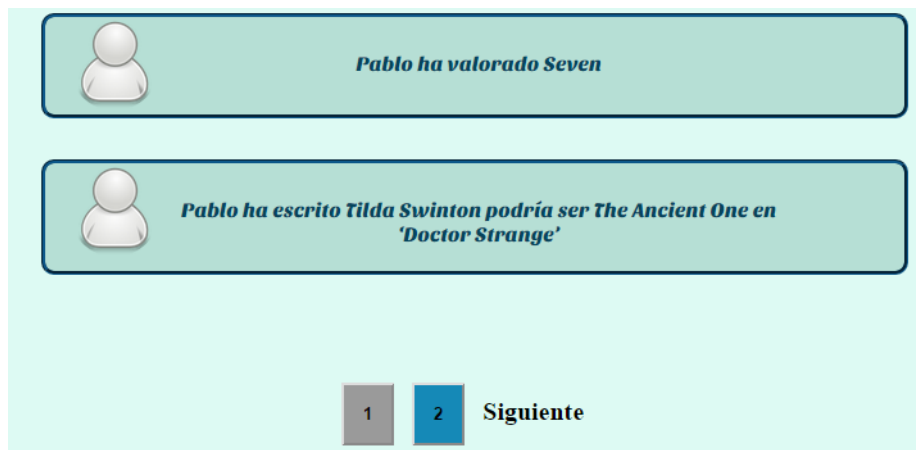 Pablo ha valorado Seven
Pablo ha escrito Tilda Swinton podría ser The Ancient One en
‘Doctor Strange’
1 2 Siguiente